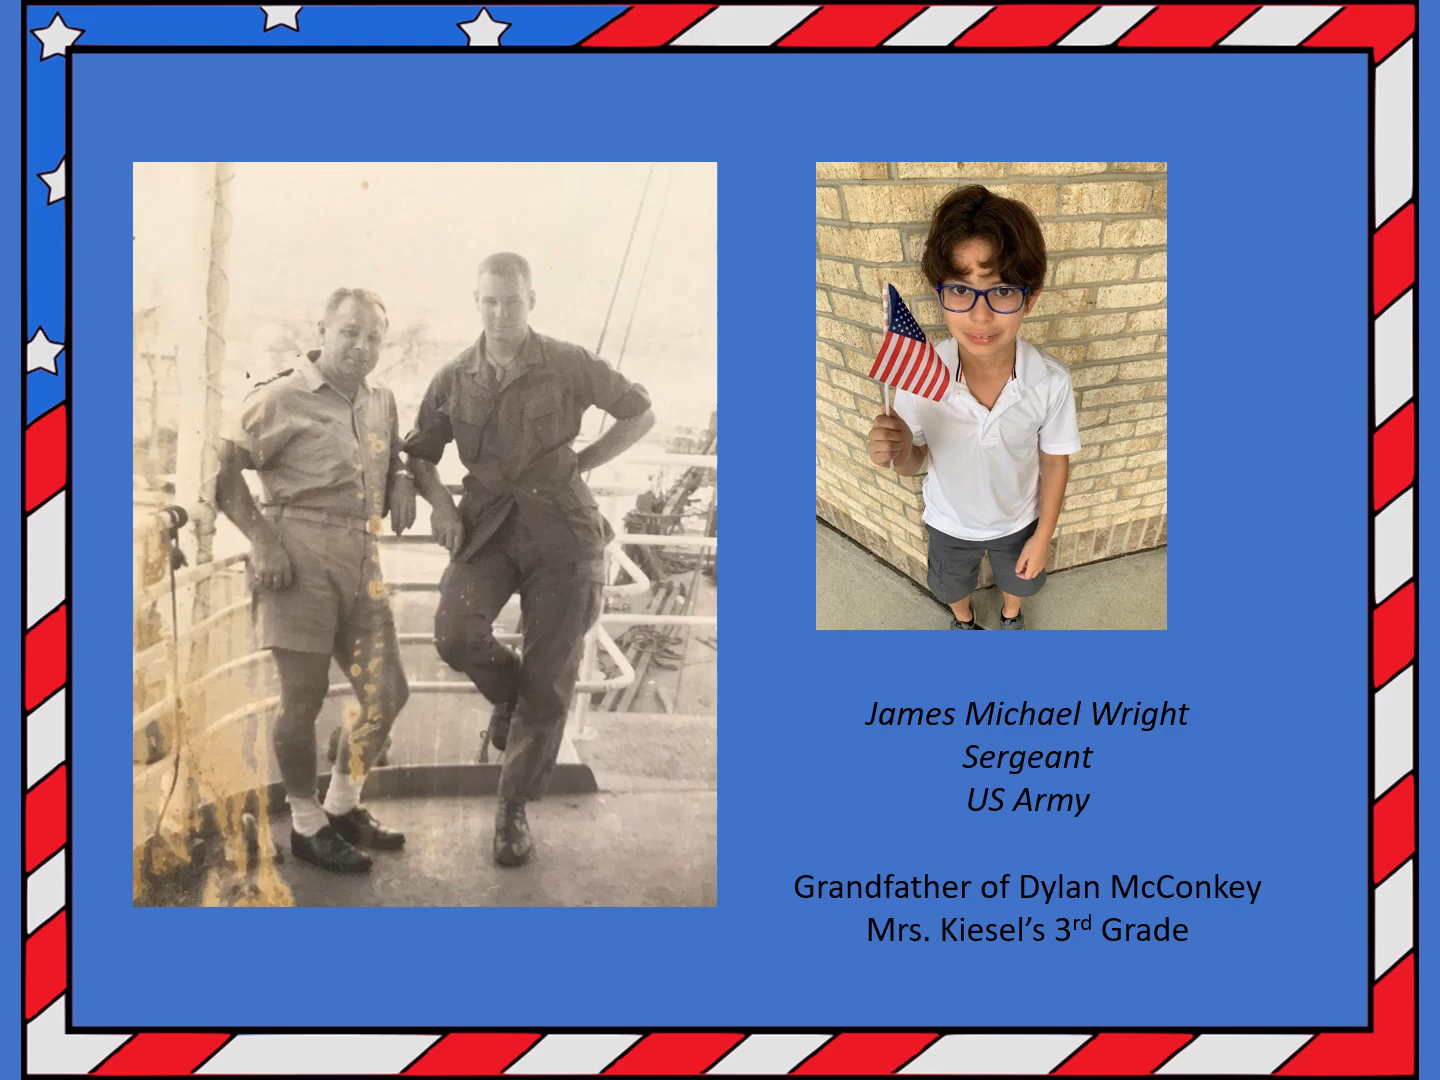 James Michael Wright
Sergeant
US Army
Grandfather of Dylan McConkey
Mrs. Kiesel’s 3rd Grade